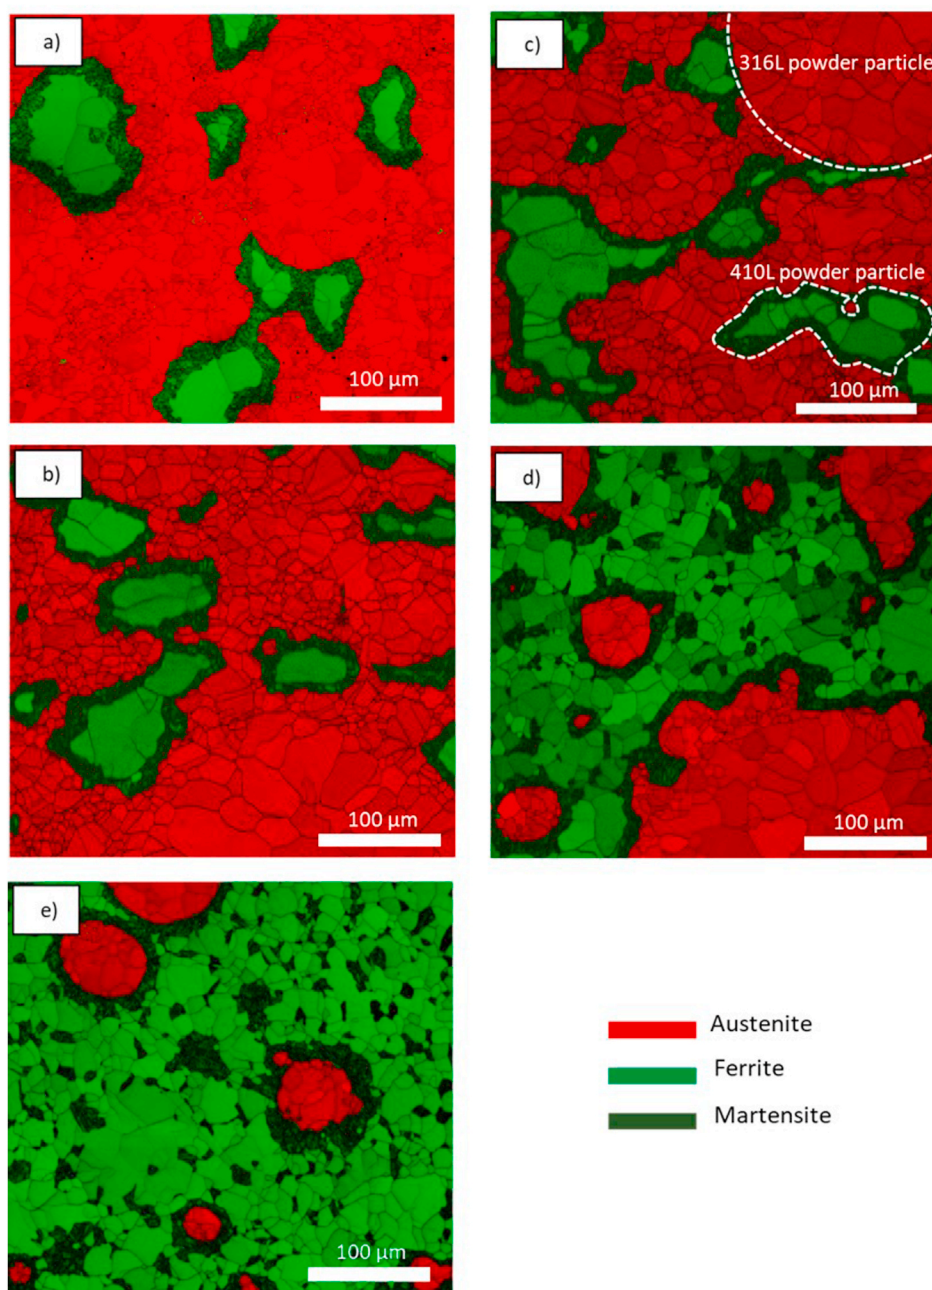 a)
100 µm
c)
316L powder particle
410L powder particle
100 µm
b)
100 µm
d)
100 µm
e)
100 µm
Austenite
Ferrite
Martensite